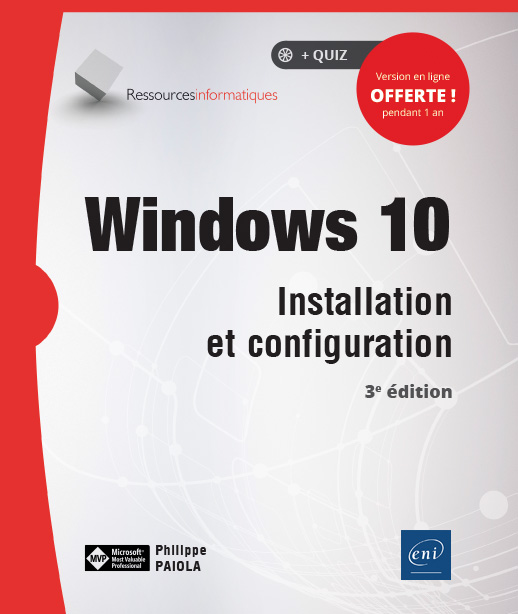 + QUIZ
Version en ligne
OFFERTE !
pendant 1 an
Ressourcesinformatiques
Windows 10
Installation
et configuration
3e édition
MVP
Microsoft®
Most Valuable
Professional
Philippe
PAIOLA
eni